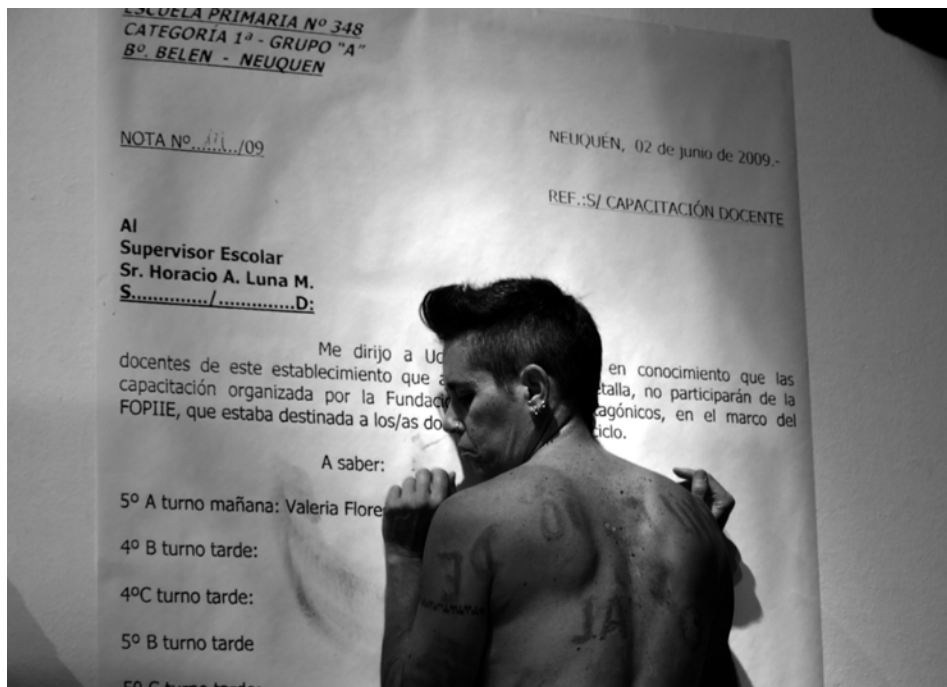 ESCUELA PRIMARIA Nº 348
CATEGORÍA 1ª - GRUPO "A"
Bº. BELEN - NEUQUEN
NOTA Nº........./09
NEUQUÉN, 02 de junio de 2009.-
REF.:S/ CAPACITACIÓN DOCENTE
Al
Supervisor Escolar
Sr. Horacio A. Luna M.
S............./..............D:
Me dirijo a en conocimiento que las
docentes de este establecimiento que no participarán de la
capacitación organizada por la en el marco del
FOPIIE, que estaba destinada a los/as
A saber:
5º A turno mañana: Valeria
4º B turno tarde:
4ºC turno tarde:
5º B turno tarde